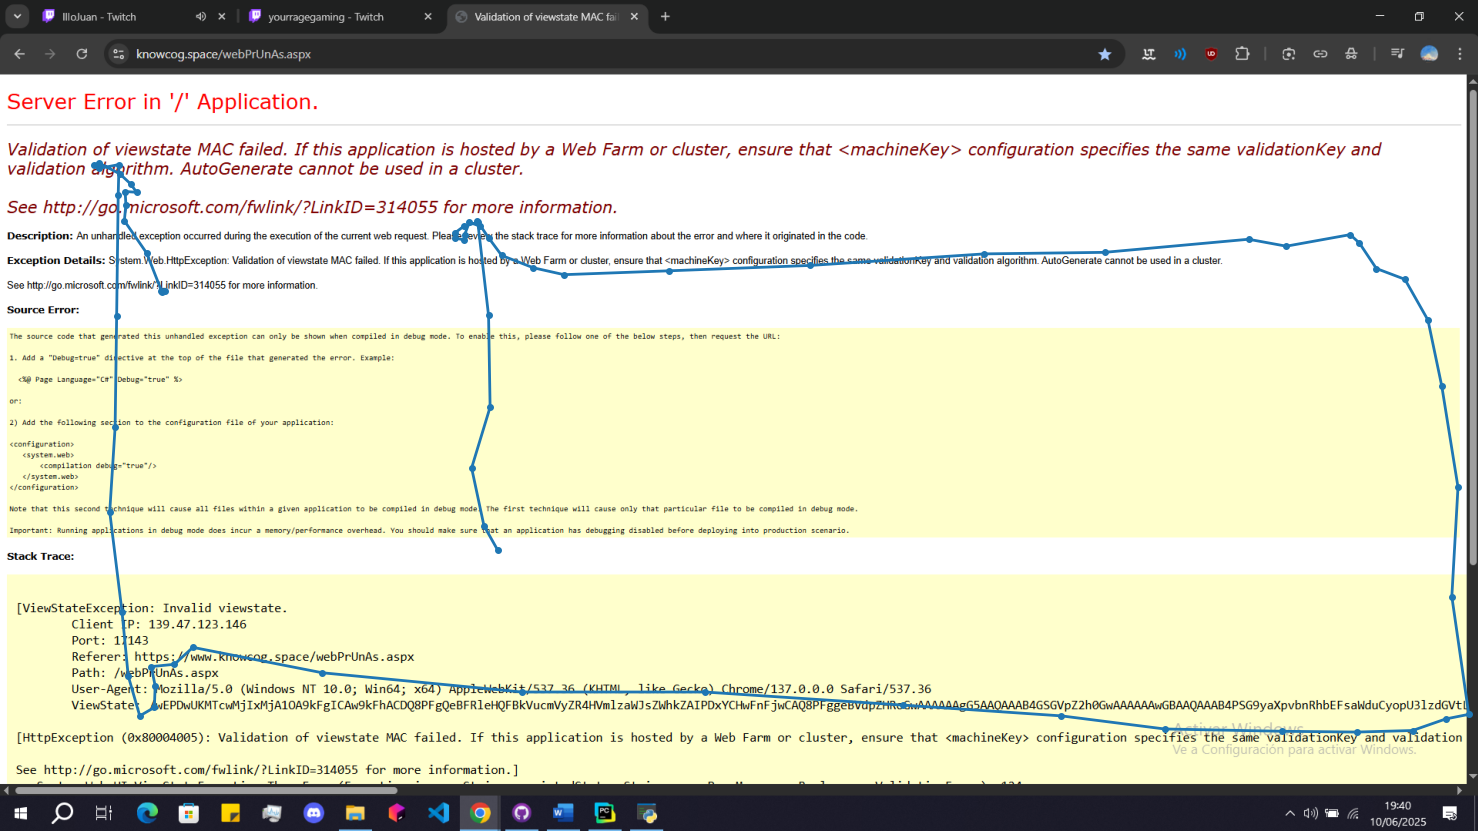 IlloJuan - Twitch
yourragegaming - Twitch
Validation of viewstate MAC fai
knowcog.space/webPrUnAs.aspx
Server Error in '/' Application.
Validation of viewstate MAC failed. If this application is hosted by a Web Farm or cluster, ensure that <machineKey> configuration specifies the same validationKey and
validation algorithm. AutoGenerate cannot be used in a cluster.
See http://go.microsoft.com/fwlink/?LinkID=314055 for more information.
Description: An unhandled exception occurred during the execution of the current web request. Please review the stack trace for more information about the error and where it originated in the code.
Exception Details: System.Web.HttpException: Validation of viewstate MAC failed. If this application is hosted by a Web Farm or cluster, ensure that <machineKey> configuration specifies the same validationKey and validation algorithm. AutoGenerate cannot be used in a cluster.
See http://go.microsoft.com/fwlink/?LinkID=314055 for more information.
Source Error:
The source code that generated this unhandled exception can only be shown when compiled in debug mode. To enable this, please follow one of the below steps, then request the URL:
1. Add a "Debug=true" directive at the top of the file that generated the error. Example:
<%@ Page Language="C#" Debug="true" %>
or:
2) Add the following section to the configuration file of your application:
<configuration>
<system.web>
<compilation debug="true"/>
</system.web>
</configuration>
Note that this second technique will cause all files within a given application to be compiled in debug mode. The first technique will cause only that particular file to be compiled in debug mode.
Important: Running applications in debug mode does incur a memory/performance overhead. You should make sure that an application has debugging disabled before deploying into production scenario.
Stack Trace:
[ViewStateException: Invalid viewstate.
Client IP: 139.47.123.146
Port: 17143
Referer: https://www.knowcog.space/webPrUnAs.aspx
Path: /webPrUnAs.aspx
User-Agent: Mozilla/5.0 (Windows NT 10.0; Win64; x64) AppleWebKit/537.36 (KHTML, like Gecko) Chrome/137.0.0.0 Safari/537.36
ViewState:
[HttpException (0x80004005): Validation of viewstate MAC failed. If this application is hosted by a Web Farm or cluster, ensure that <machineKey> configuration specifies the same validationKey and validation
Activar Windows
Ve a Configuración para activar Windows.
See http://go.microsoft.com/fwlink/?LinkID=314055 for more information.]
19:40
10/06/2025